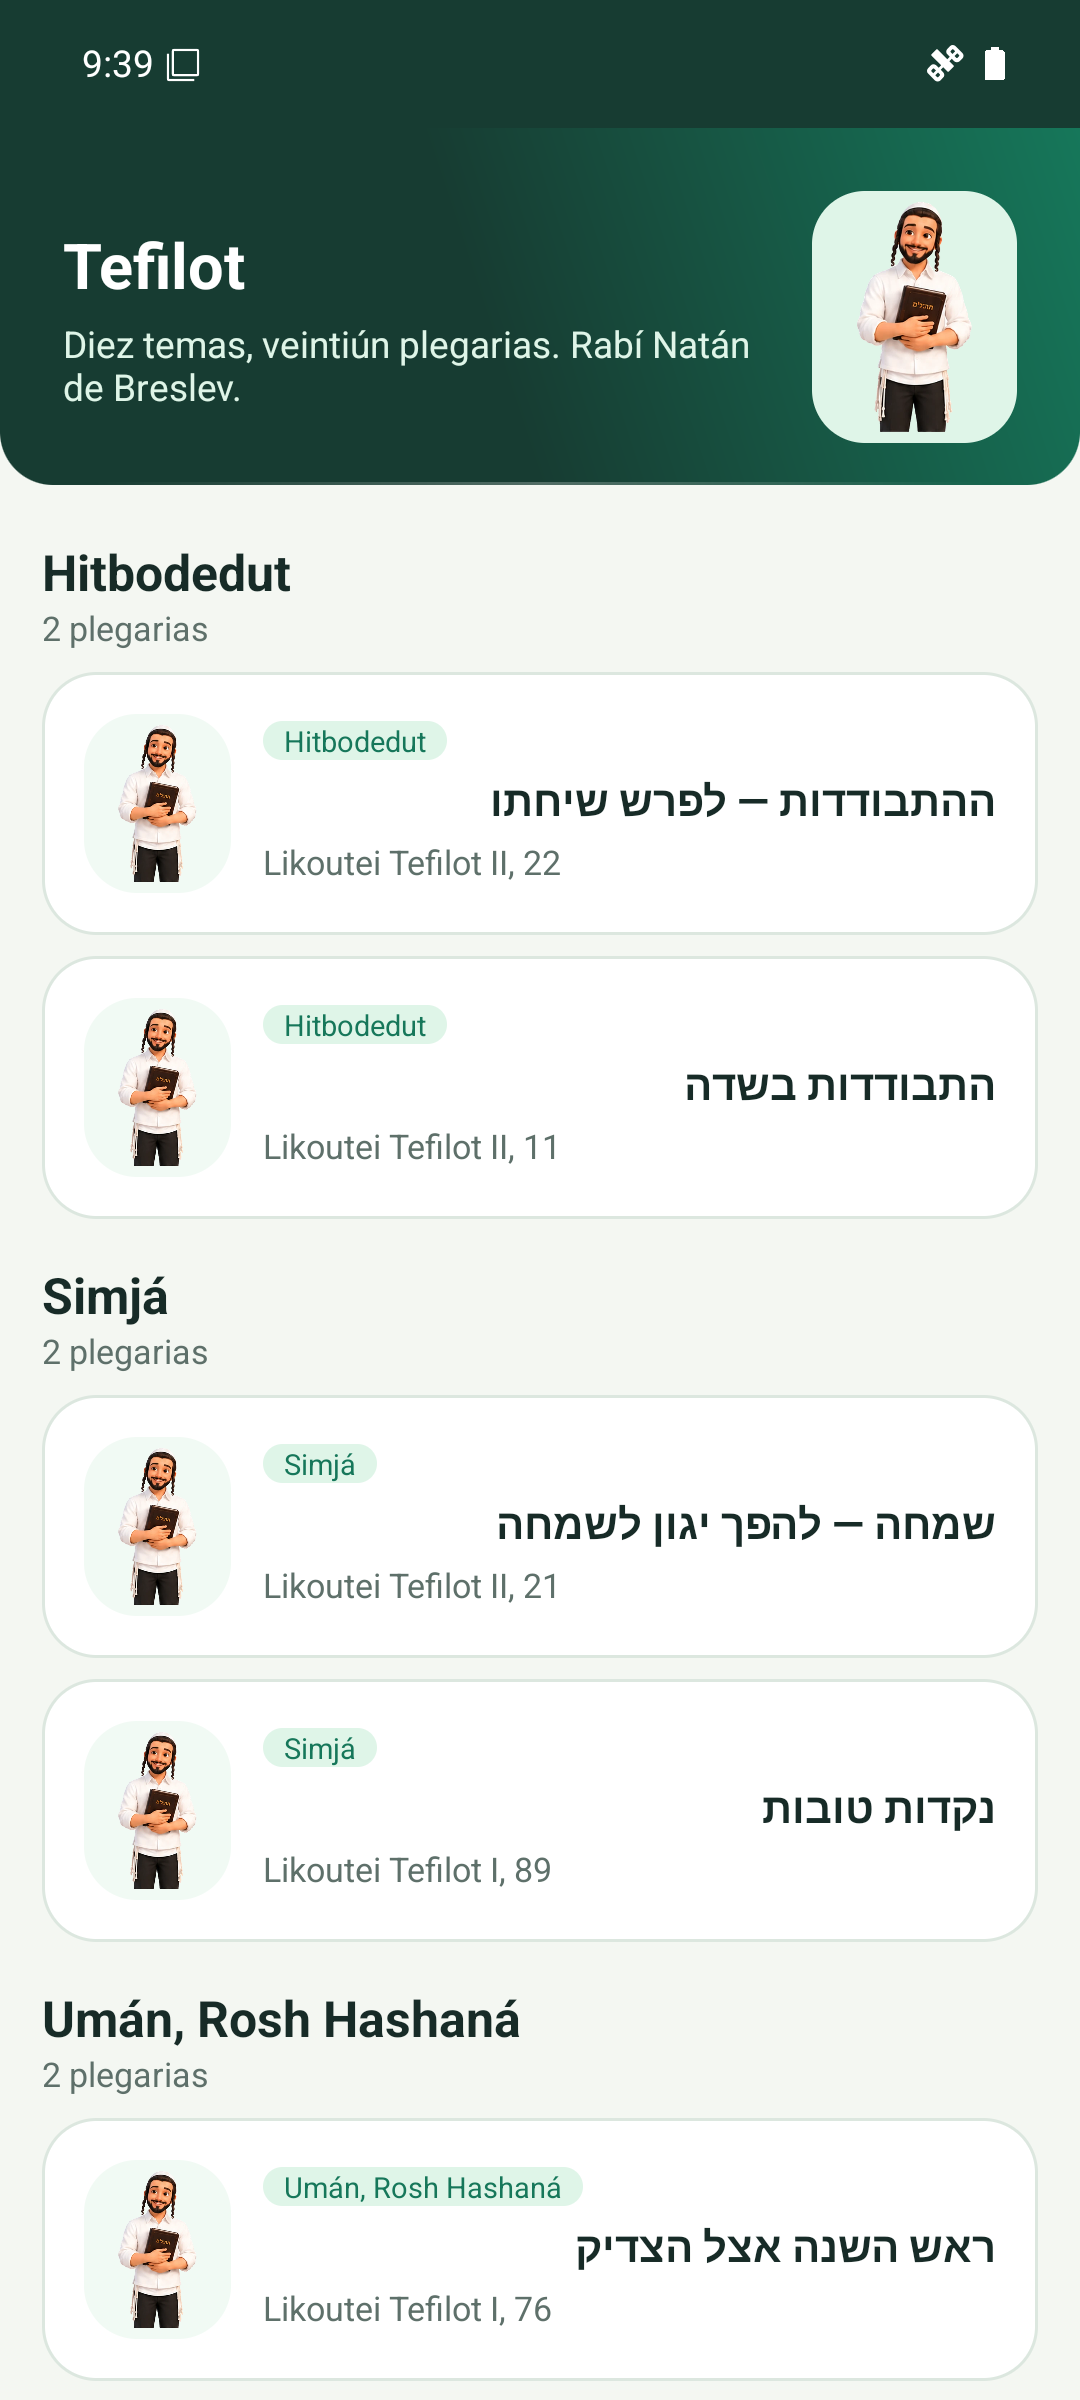 9:39
Tefilot
Diez temas, veintiún plegarias. Rabí Natán
de Breslev.
Hitbodedut
2 plegarias
Hitbodedut
ההתבודדות – לפרש שיחתו
Likoutei Tefilot II, 22
Hitbodedut
התבודדות בשדה
Likoutei Tefilot II, 11
Simjá
2 plegarias
Simjá
שמחה – להפך יגון לשמחה
Likoutei Tefilot II, 21
Simjá
נקדות טובות
Likoutei Tefilot I, 89
Umán, Rosh Hashaná
2 plegarias
Umán, Rosh Hashaná
ראש השנה אצל הצדיק
Likoutei Tefilot I, 76